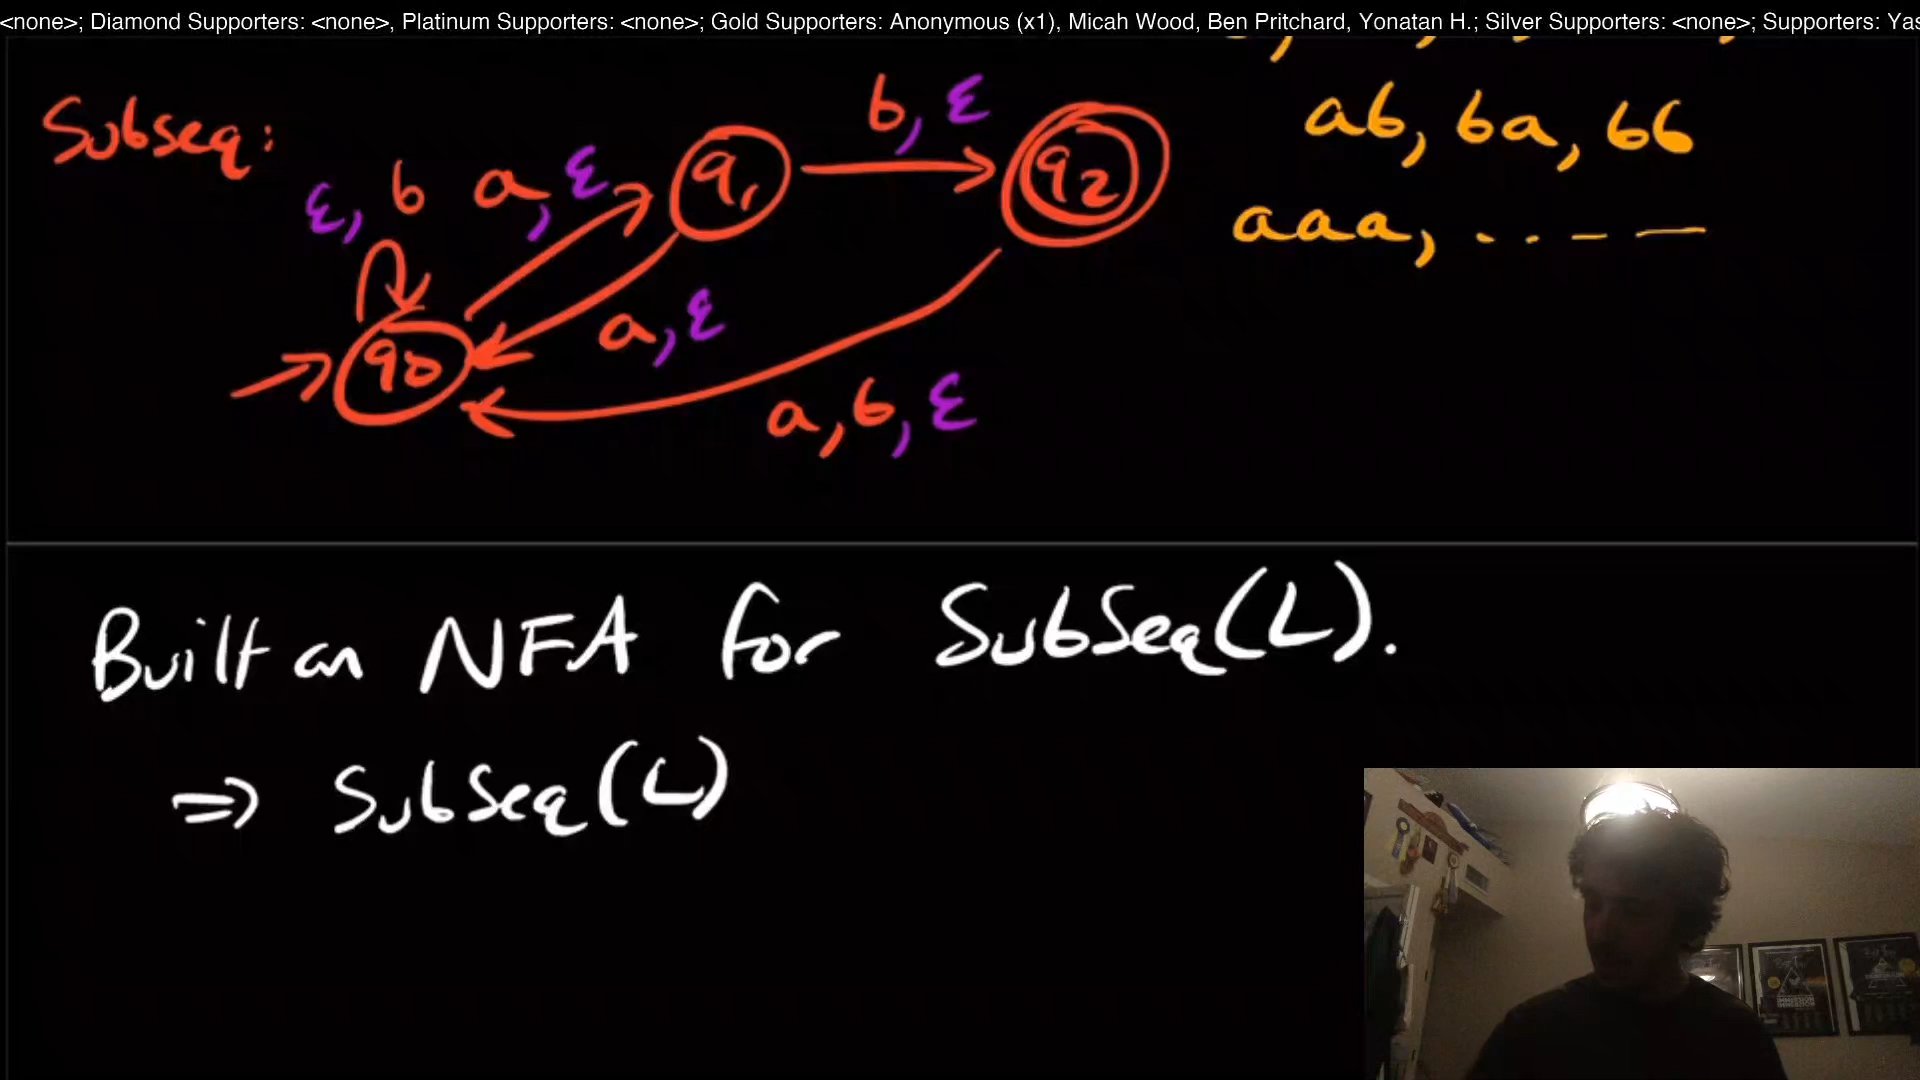 <none>; Diamond Supporters: <none>, Platinum Supporters: <none>; Gold Supporters: Anonymous (x1), Micah Wood, Ben Pritchard, Yonatan H.; Silver Supporters: <none>; Supporters: Yas
Subseq:
ε, b
a, ε
q₁
b, ε
q₂
a, ε
q₀
a, b, ε
ab, ba, bb
aaa, ....
Built an NFA for SubSeq(L).
⇒ SubSeq(L)